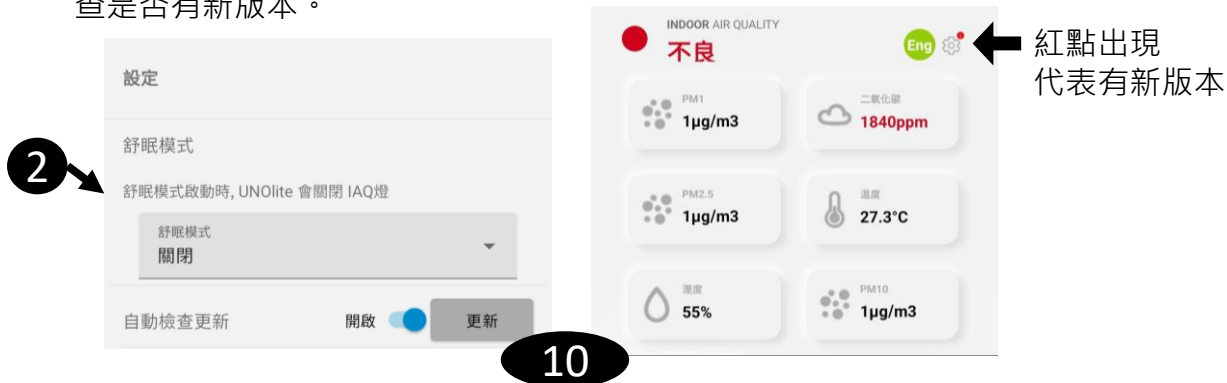 查是否有新版本。
設定
舒眠模式
2
舒眠模式啟動時, UNOlite 會關閉 IAQ燈
舒眠模式
關閉
自動檢查更新
開啟
更新
INDOOR AIR QUALITY
不良
Eng
紅點出現
代表有新版本
PM1
1µg/m3
二氧化碳
1840ppm
PM2.5
1µg/m3
溫度
27.3°C
濕度
55%
PM10
1µg/m3
10